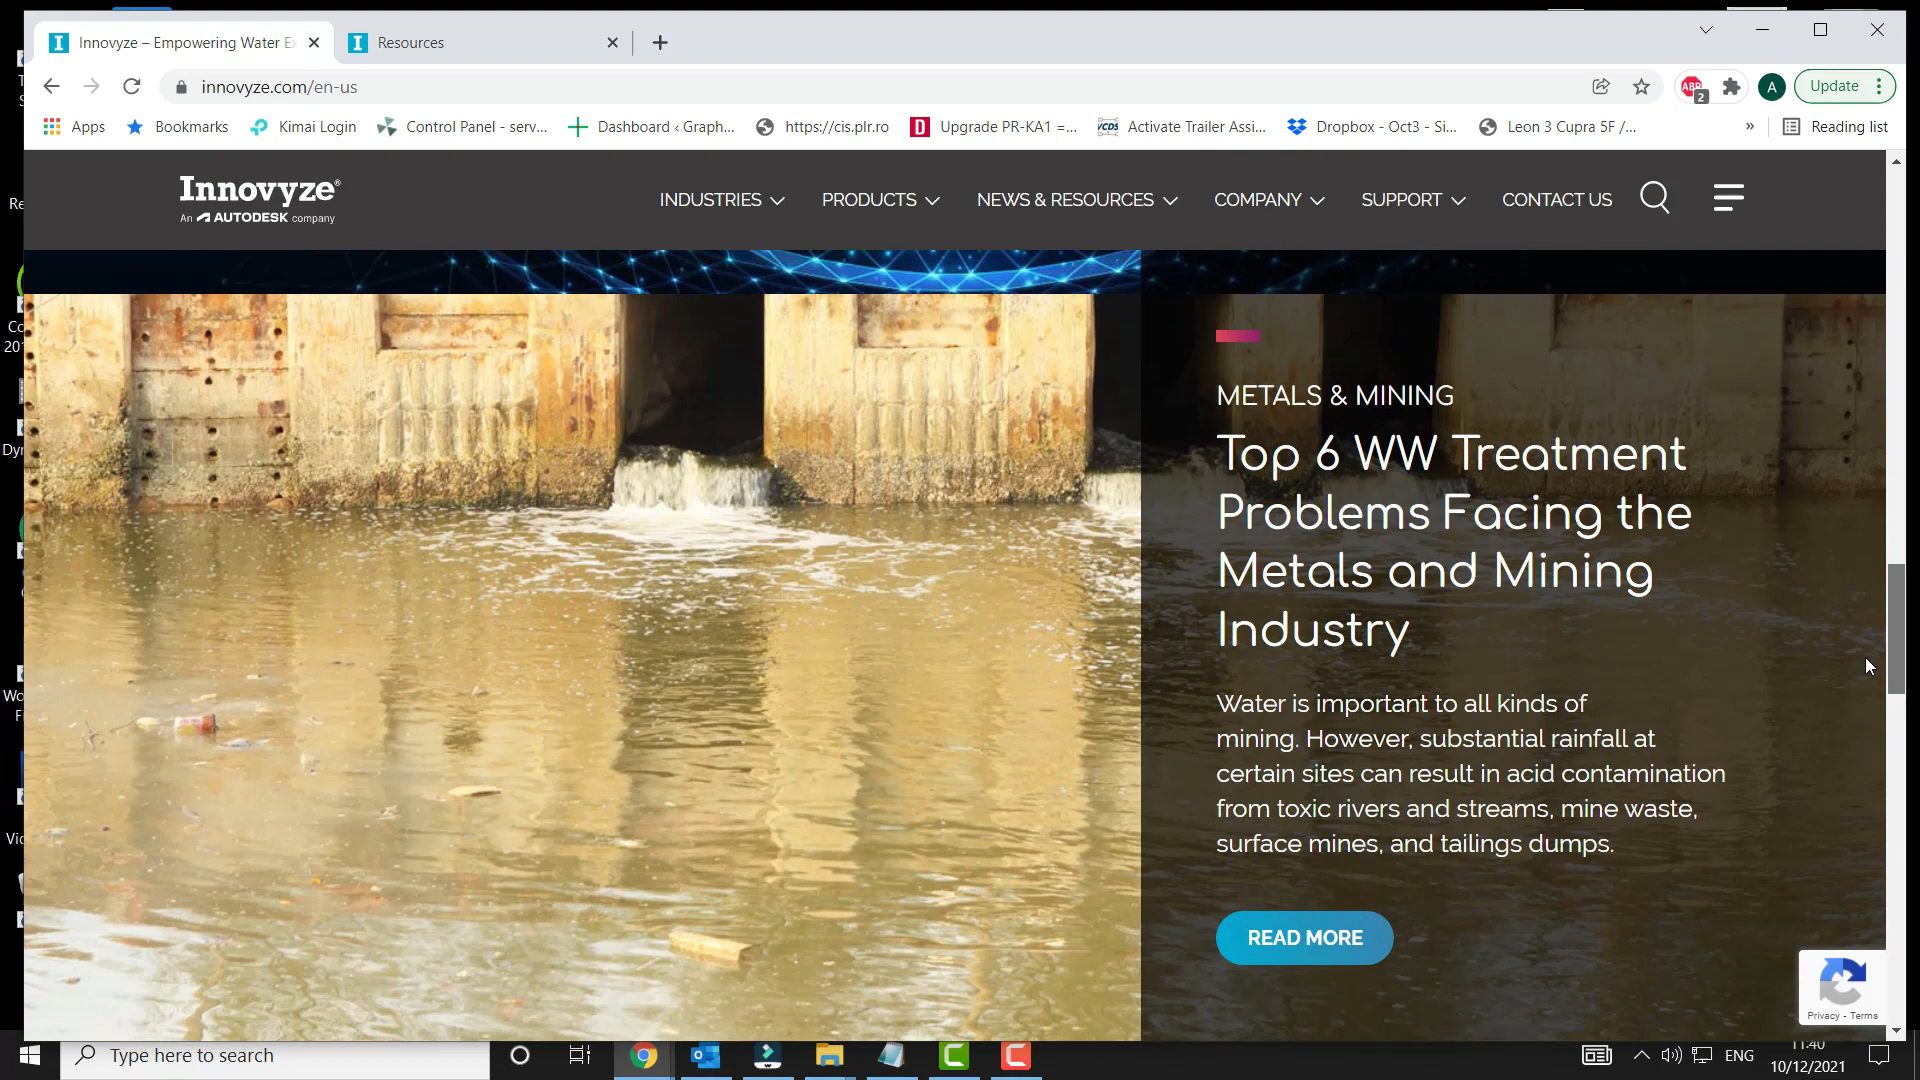 Innovyze – Empowering Water E
Resources
innovyze.com/en-us
ABP
2
A
Update
Apps
Bookmarks
Kimai Login
Control Panel - serv...
Dashboard ‹ Graph...
https://cis.plr.ro
Upgrade PR-KA1 =...
VCDS
Activate Trailer Assi...
Dropbox - Oct3 - Si...
Leon 3 Cupra 5F /...
»
Reading list
Innovyze®
An AUTODESK company
INDUSTRIES
PRODUCTS
NEWS & RESOURCES
COMPANY
SUPPORT
CONTACT US
METALS & MINING
Top 6 WW Treatment
Problems Facing the
Metals and Mining
Industry
Water is important to all kinds of
mining. However, substantial rainfall at
certain sites can result in acid contamination
from toxic rivers and streams, mine waste,
surface mines, and tailings dumps.
READ MORE
Privacy - Terms
Type here to search
ENG
11:40
10/12/2021